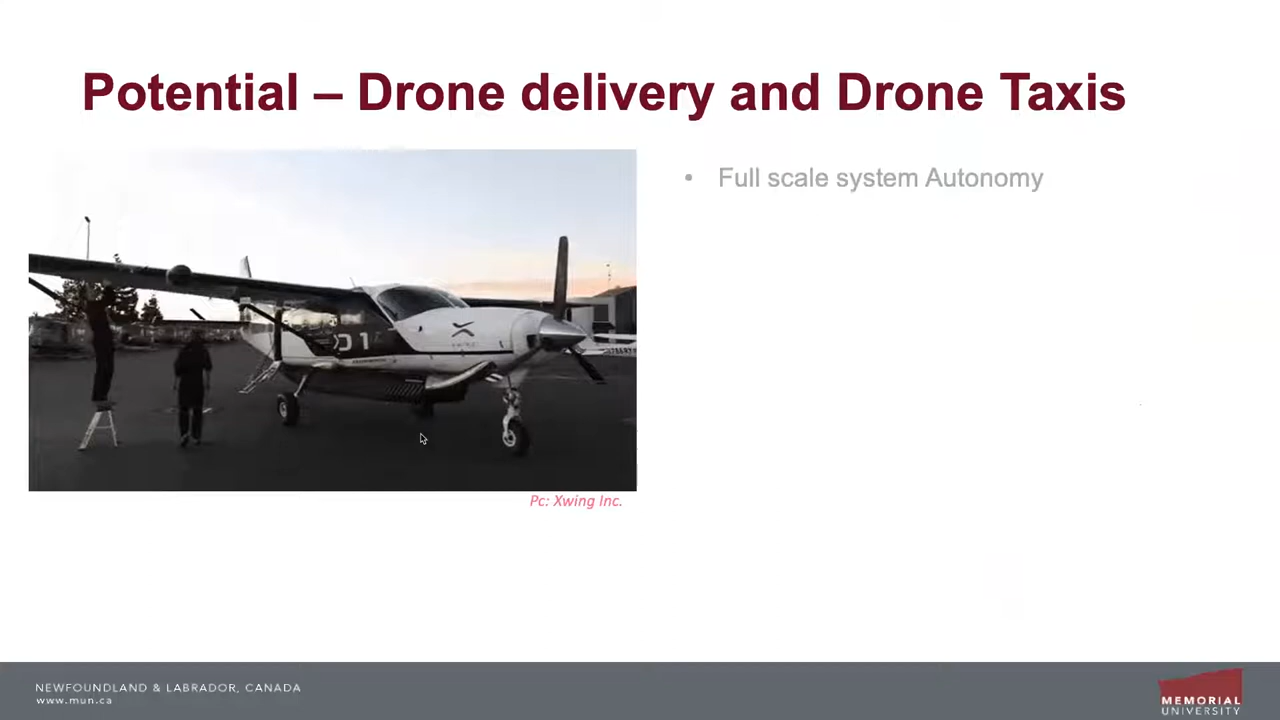 Potential – Drone delivery and Drone Taxis
• Full scale system Autonomy
Pc: Xwing Inc.
NEWFOUNDLAND & LABRADOR, CANADA
www.mun.ca
MEMORIAL
UNIVERSITY